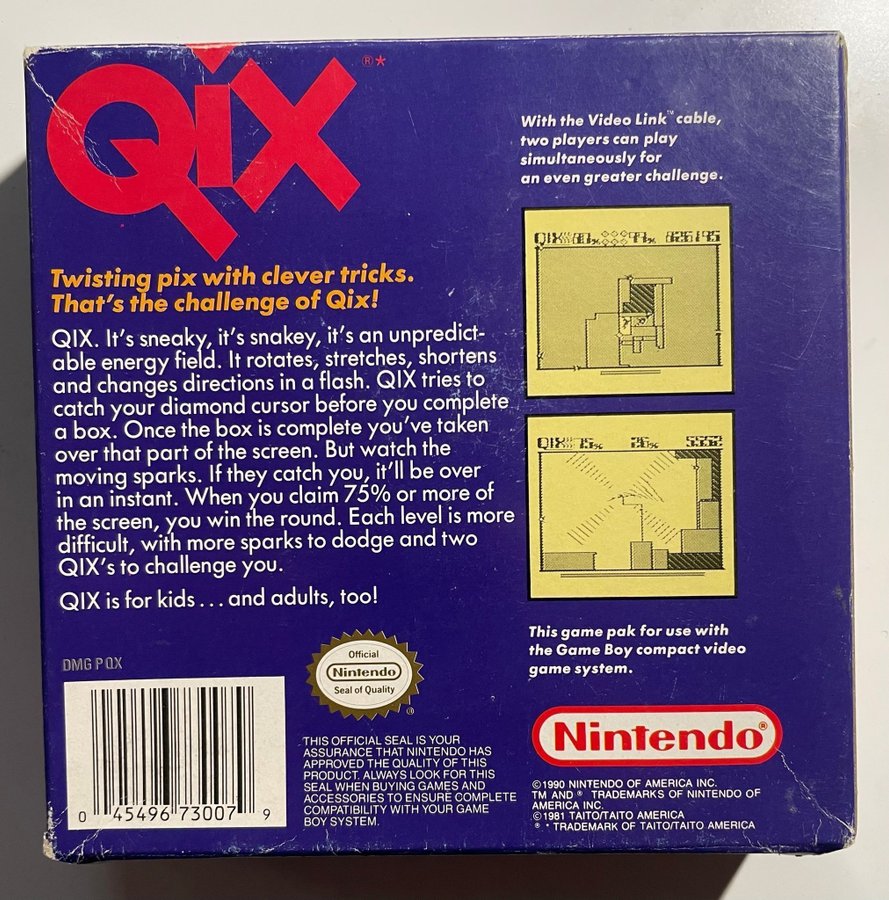 QiX ®*
Twisting pix with clever tricks.
That's the challenge of Qix!
QIX. It's sneaky, it's snakey, it's an unpredict-
able energy field. It rotates, stretches, shortens
and changes directions in a flash. QIX tries to
catch your diamond cursor before you complete
a box. Once the box is complete you've taken
over that part of the screen. But watch the
moving sparks. If they catch you, it'll be over
in an instant. When you claim 75% or more of
the screen, you win the round. Each level is more
difficult, with more sparks to dodge and two
QIX's to challenge you.
QIX is for kids . . . and adults, too!
DMG P QX
0 45496 73007 9
Official
Nintendo
Seal of Quality
®
THIS OFFICIAL SEAL IS YOUR
ASSURANCE THAT NINTENDO HAS
APPROVED THE QUALITY OF THIS
PRODUCT. ALWAYS LOOK FOR THIS
SEAL WHEN BUYING GAMES AND
ACCESSORIES TO ENSURE COMPLETE
COMPATIBILITY WITH YOUR GAME
BOY SYSTEM.
With the Video Link™ cable,
two players can play
simultaneously for
an even greater challenge.
QIX
QIX 75% 26% 5552
This game pak for use with
the Game Boy compact video
game system.
Nintendo®
©1990 NINTENDO OF AMERICA INC.
TM AND ® TRADEMARKS OF NINTENDO OF
AMERICA INC.
©1981 TAITO/TAITO AMERICA
® * TRADEMARK OF TAITO/TAITO AMERICA